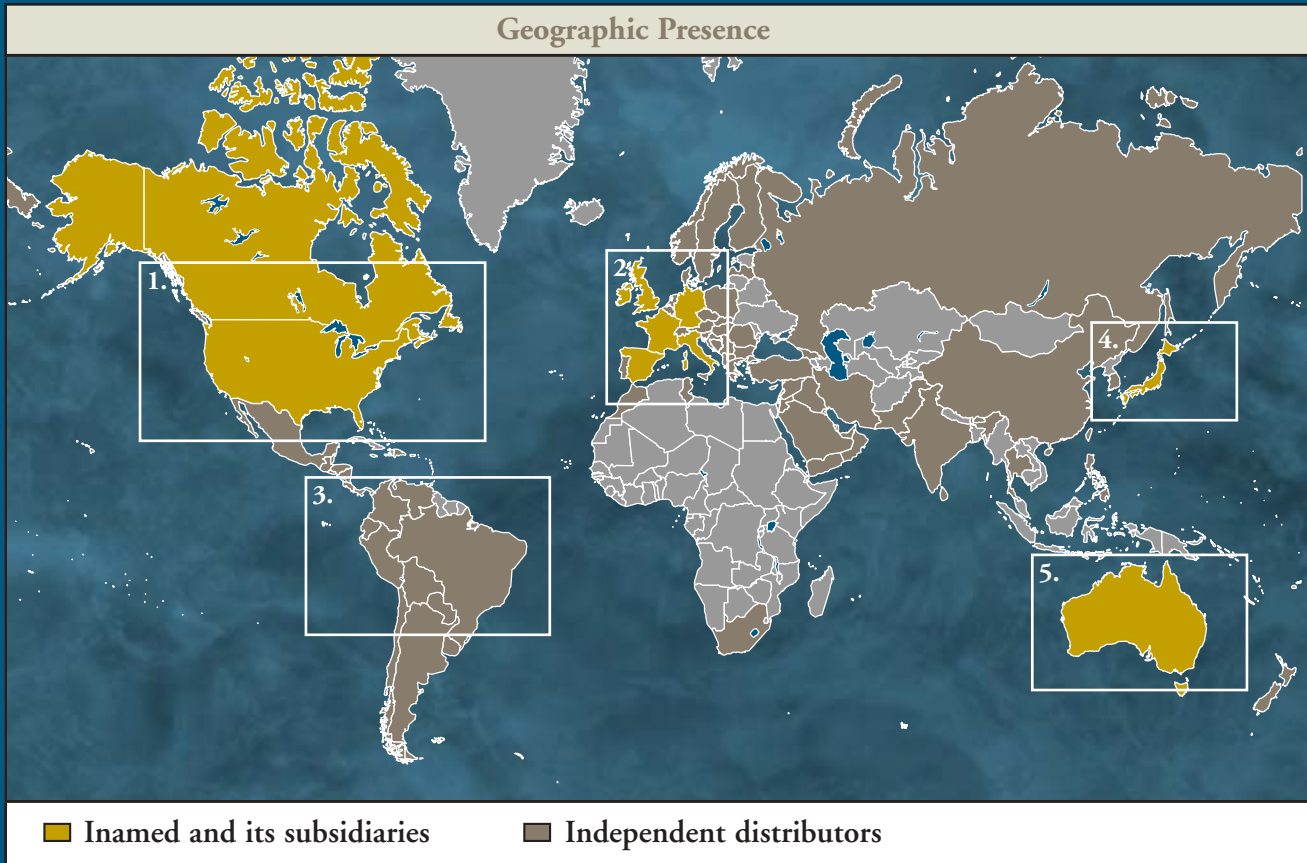 Geographic Presence
1.
2.
3.
4.
5.
Inamed and its subsidiaries
Independent distributors